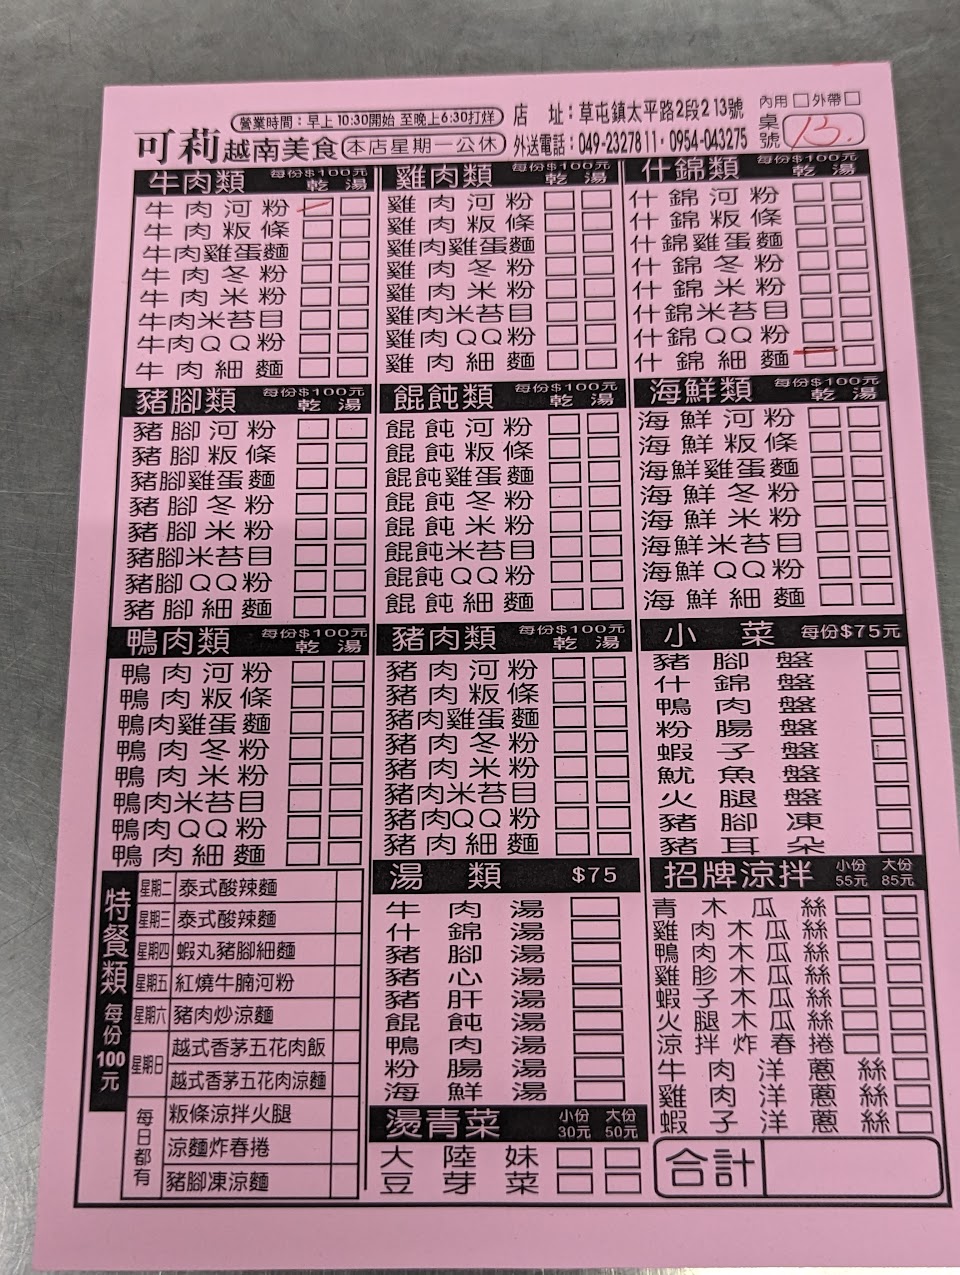 營業時間：早上10:30開始 至晚上6:30打烊
可莉越南美食 本店星期一公休
店 址：草屯鎮太平路2段213號
外送電話：049-2327811・0954-043275
內用 外帶
桌號 13.
牛肉類 每份$100元 乾 湯
牛肉河粉
牛肉粄條
牛肉雞蛋麵
牛肉冬粉
牛肉米粉
牛肉米苔目
牛肉QQ粉
牛肉細麵
雞肉類 每份$100元 乾 湯
雞肉河粉
雞肉粄條
雞肉雞蛋麵
雞肉冬粉
雞肉米粉
雞肉米苔目
雞肉QQ粉
雞肉細麵
什錦類 每份$100元 乾 湯
什錦河粉
什錦粄條
什錦雞蛋麵
什錦冬粉
什錦米粉
什錦米苔目
什錦QQ粉
什錦細麵
豬腳類 每份$100元 乾 湯
豬腳河粉
豬腳粄條
豬腳雞蛋麵
豬腳冬粉
豬腳米粉
豬腳米苔目
豬腳QQ粉
豬腳細麵
餛飩類 每份$100元 乾 湯
餛飩河粉
餛飩粄條
餛飩雞蛋麵
餛飩冬粉
餛飩米粉
餛飩米苔目
餛飩QQ粉
餛飩細麵
海鮮類 每份$100元 乾 湯
海鮮河粉
海鮮粄條
海鮮雞蛋麵
海鮮冬粉
海鮮米粉
海鮮米苔目
海鮮QQ粉
海鮮細麵
鴨肉類 每份$100元 乾 湯
鴨肉河粉
鴨肉粄條
鴨肉雞蛋麵
鴨肉冬粉
鴨肉米粉
鴨肉米苔目
鴨肉QQ粉
鴨肉細麵
豬肉類 每份$100元 乾 湯
豬肉河粉
豬肉粄條
豬肉雞蛋麵
豬肉冬粉
豬肉米粉
豬肉米苔目
豬肉QQ粉
豬肉細麵
小菜 每份$75元
豬腳盤
什錦盤
鴨肉盤
粉腸盤
蝦子盤
魷魚盤
火腿盤
豬腳凍
豬耳朵
特餐類 每份100元
星期二 泰式酸辣麵
星期三 泰式酸辣麵
星期四 蝦丸豬腳細麵
星期五 紅燒牛腩河粉
星期六 豬肉炒涼麵
星期日 越式香茅五花肉飯
越式香茅五花肉涼麵
每日都有 粄條涼拌火腿
涼麵炸春捲
豬腳凍涼麵
湯類 $75
牛肉湯
什錦湯
豬腳湯
豬心湯
豬肝湯
餛飩湯
鴨肉湯
粉腸湯
海鮮湯
燙青菜 小份30元 大份50元
大陸妹
豆芽菜
招牌涼拌 小份55元 大份85元
青木瓜絲
雞肉木瓜絲
鴨肉木瓜絲
雞胗木瓜絲
蝦子木瓜絲
火腿木瓜絲
涼拌炸春捲
牛肉洋蔥絲
雞肉洋蔥絲
蝦子洋蔥絲
合計